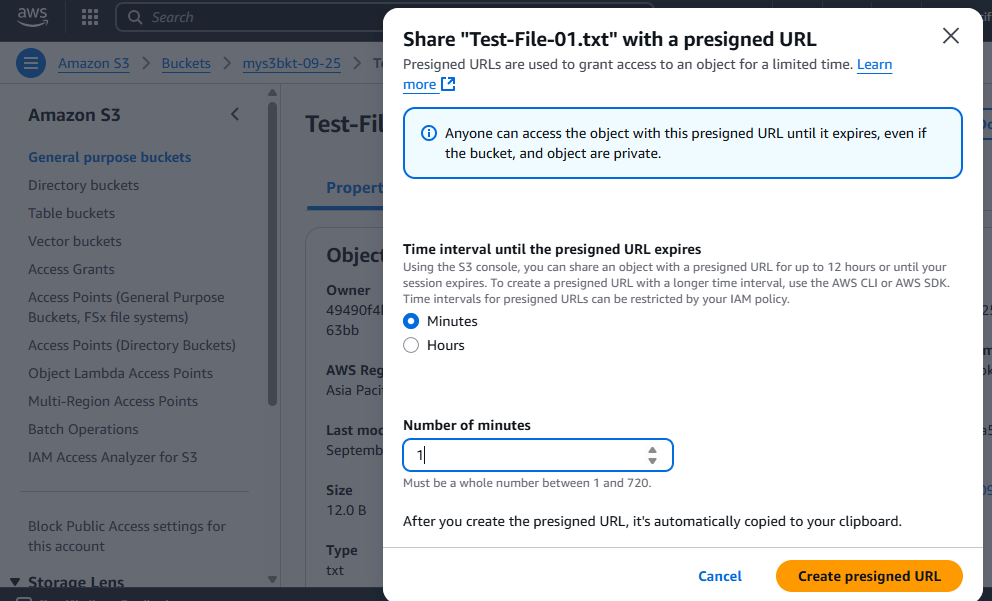 aws
Search
Share "Test-File-01.txt" with a presigned URL
Presigned URLs are used to grant access to an object for a limited time. Learn
more
Anyone can access the object with this presigned URL until it expires, even if
the bucket, and object are private.
Time interval until the presigned URL expires
Using the S3 console, you can share an object with a presigned URL for up to 12 hours or until your
session expires. To create a presigned URL with a longer time interval, use the AWS CLI or AWS SDK.
Time intervals for presigned URLs can be restricted by your IAM policy.
Minutes
Hours
Number of minutes
1
Must be a whole number between 1 and 720.
After you create the presigned URL, it's automatically copied to your clipboard.
Cancel
Create presigned URL
Amazon S3
Buckets
mys3bkt-09-25
Amazon S3
General purpose buckets
Directory buckets
Table buckets
Vector buckets
Access Grants
Access Points (General Purpose
Buckets, FSx file systems)
Access Points (Directory Buckets)
Object Lambda Access Points
Multi-Region Access Points
Batch Operations
IAM Access Analyzer for S3
Block Public Access settings for
this account
Storage Lens
Test-Fil
Propert
Object
Owner
49490f4
63bb
AWS Reg
Asia Pacif
Last mod
Septemb
Size
12.0 B
Type
txt